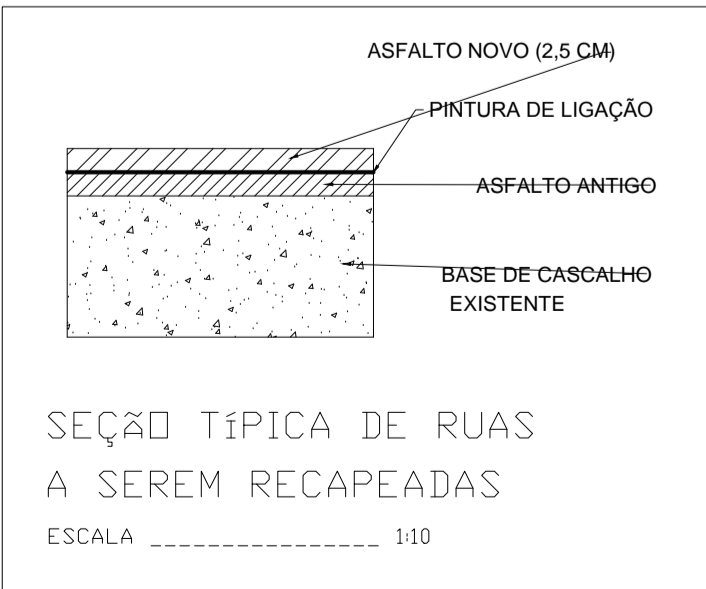 ASFALTO NOVO (2,5 CM)
PINTURA DE LIGAÇÃO
ASFALTO ANTIGO
BASE DE CASCALHO
EXISTENTE
SEÇÃO TíPICA DE RUAS
A SEREM RECAPEADAS
ESCALA ________________ 1:10